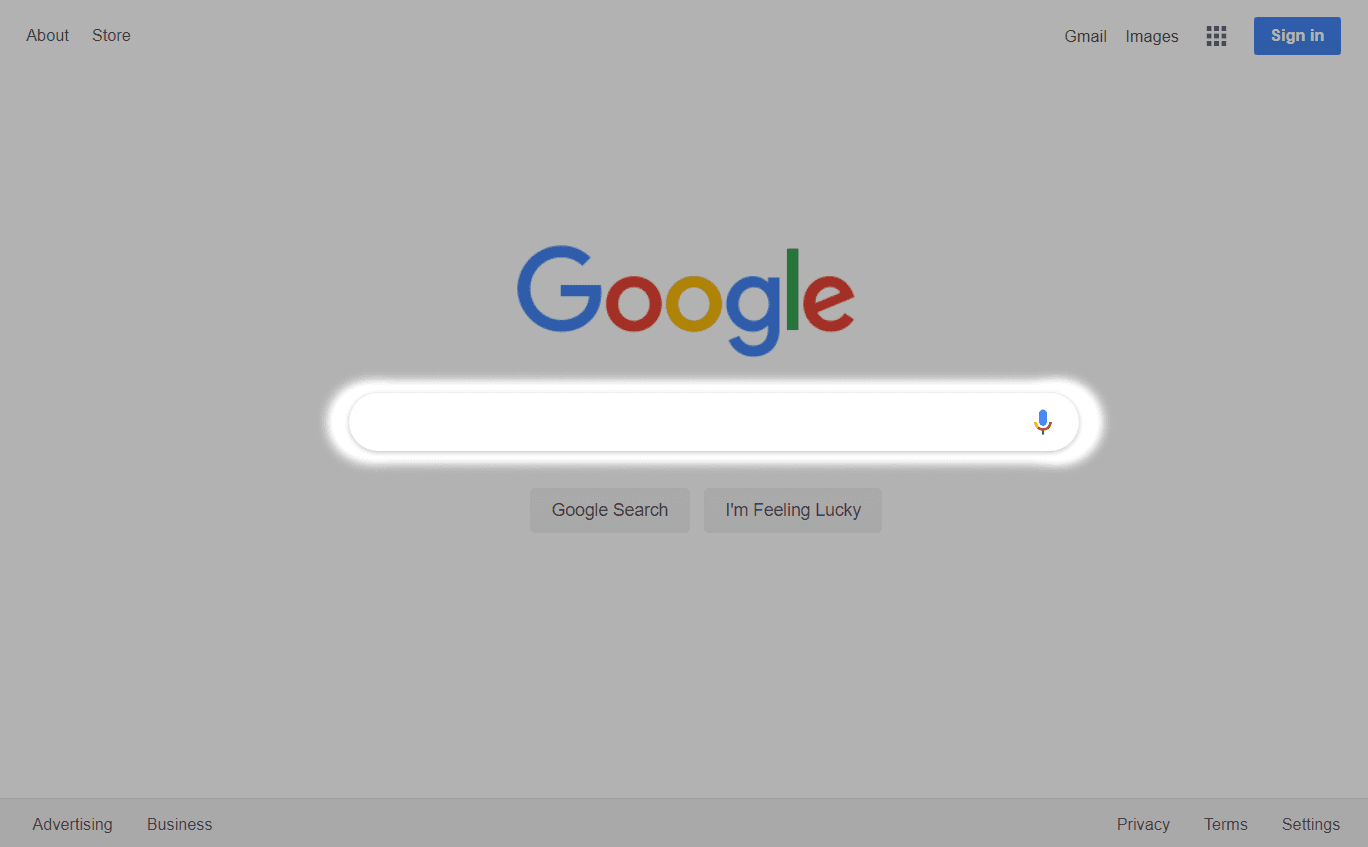 About Store Gmail Images Sign in
Google
Google Search I'm Feeling Lucky
Advertising Business Privacy Terms Settings